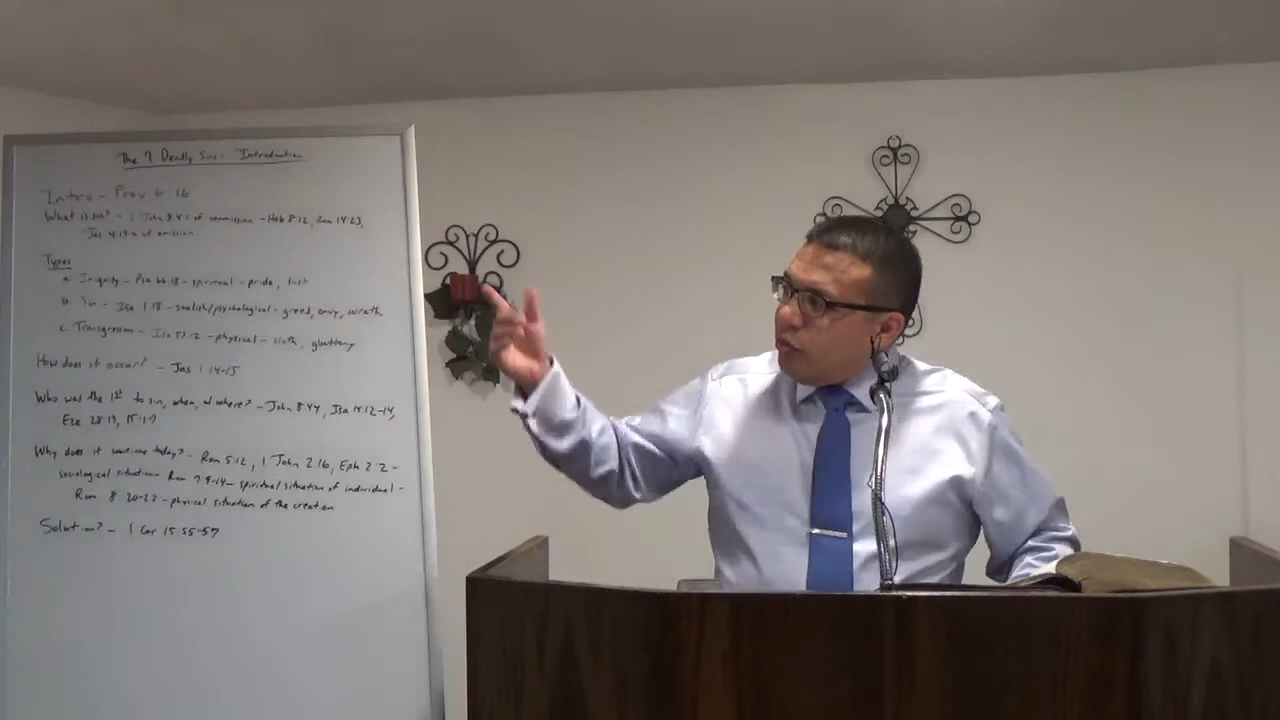 The 7 Deadly Sins - Introduction
Intro - Prov 6:16
What is sin? - 1 John 3:4 = of commission - Heb 8:12, Rom 14:23,
Jas 4:17 = of omission
Types
a. Iniquity - Psa 66:18 - spiritual - pride, lust
b. Sin - Isa 1:18 - soulish/psychological - greed, envy, wrath
c. Transgression - Isa 53:12 - physical - sloth, gluttony
How does it occur? - Jas 1:14-15
Who was the 1st to sin, when, & where? - John 8:44, Isa 14:12-14,
Eze 28:13, 15-17
Why does it continue today? - Rom 5:12, 1 John 2:16, Eph 2:2 -
sociological situation - Rom 7:9-14 - spiritual situation of individual -
Rom 8:20-22 - physical situation of the creation
Solution? - 1 Cor 15:55-57